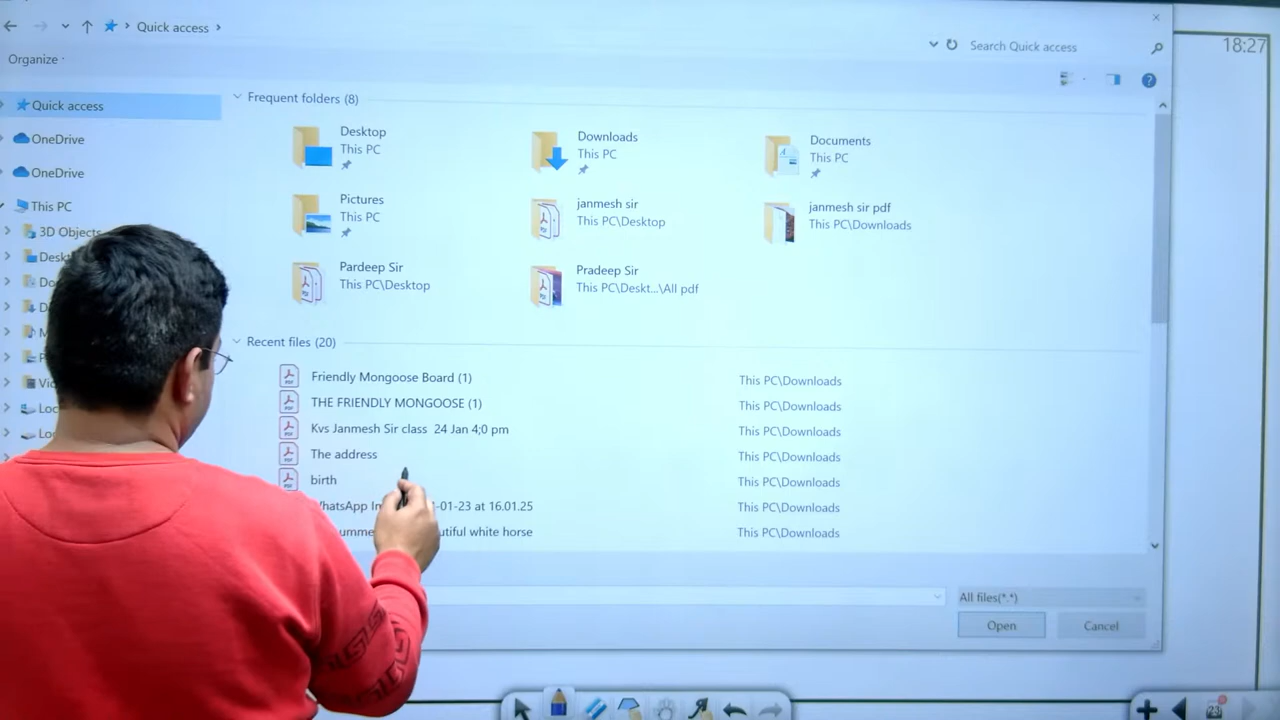 Quick access
18:27
Search Quick access
Organize
Quick access
OneDrive
OneDrive
This PC
3D Objects
Desk
Frequent folders (8)
Desktop
This PC
Downloads
This PC
Documents
This PC
Pictures
This PC
janmesh sir
This PC\Desktop
janmesh sir pdf
This PC\Downloads
Pardeep Sir
This PC\Desktop
Pradeep Sir
This PC\Deskt...\All pdf
Recent files (20)
Friendly Mongoose Board (1) This PC\Downloads
THE FRIENDLY MONGOOSE (1) This PC\Downloads
Kvs Janmesh Sir class 24 Jan 4;0 pm This PC\Downloads
The address This PC\Downloads
birth This PC\Downloads
hatsApp -01-23 at 16.01.25 This PC\Downloads
white horse This PC\Downloads
All files(*.*)
Open
Cancel
23